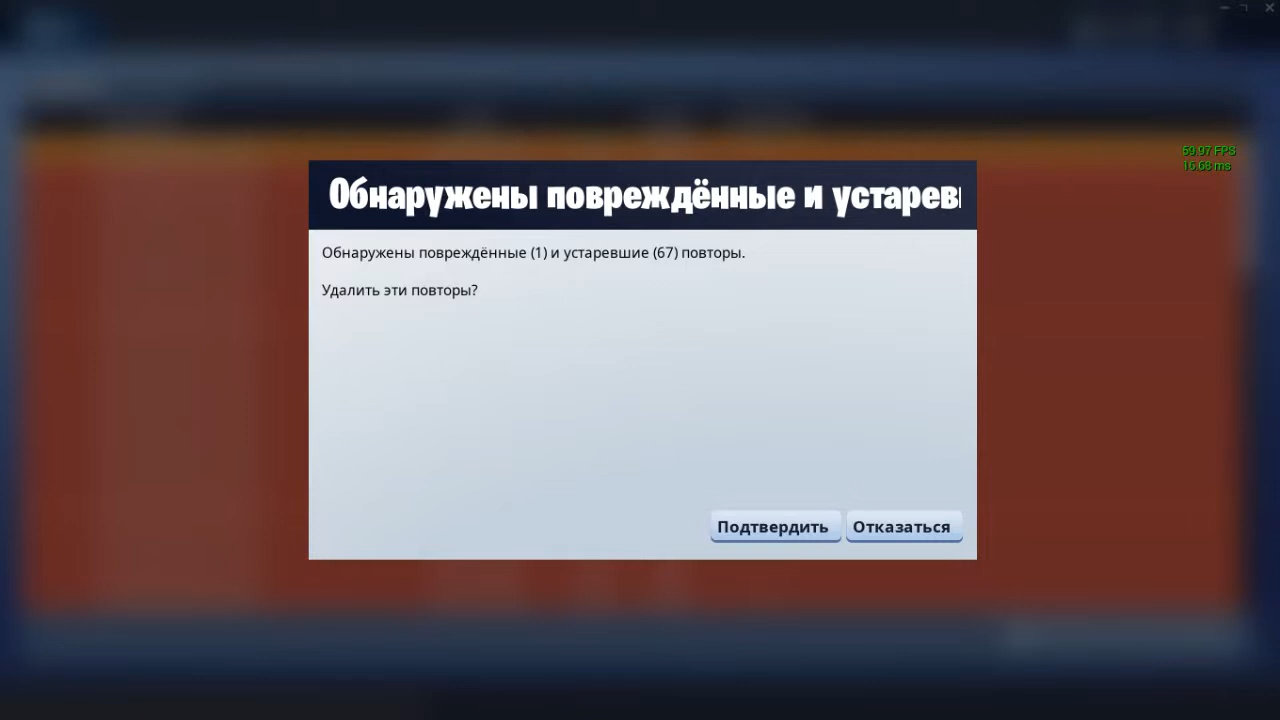 59.97 FPS
16.68 ms
Обнаружены повреждённые и устарев
Обнаружены повреждённые (1) и устаревшие (67) повторы.
Удалить эти повторы?
Подтвердить
Отказаться